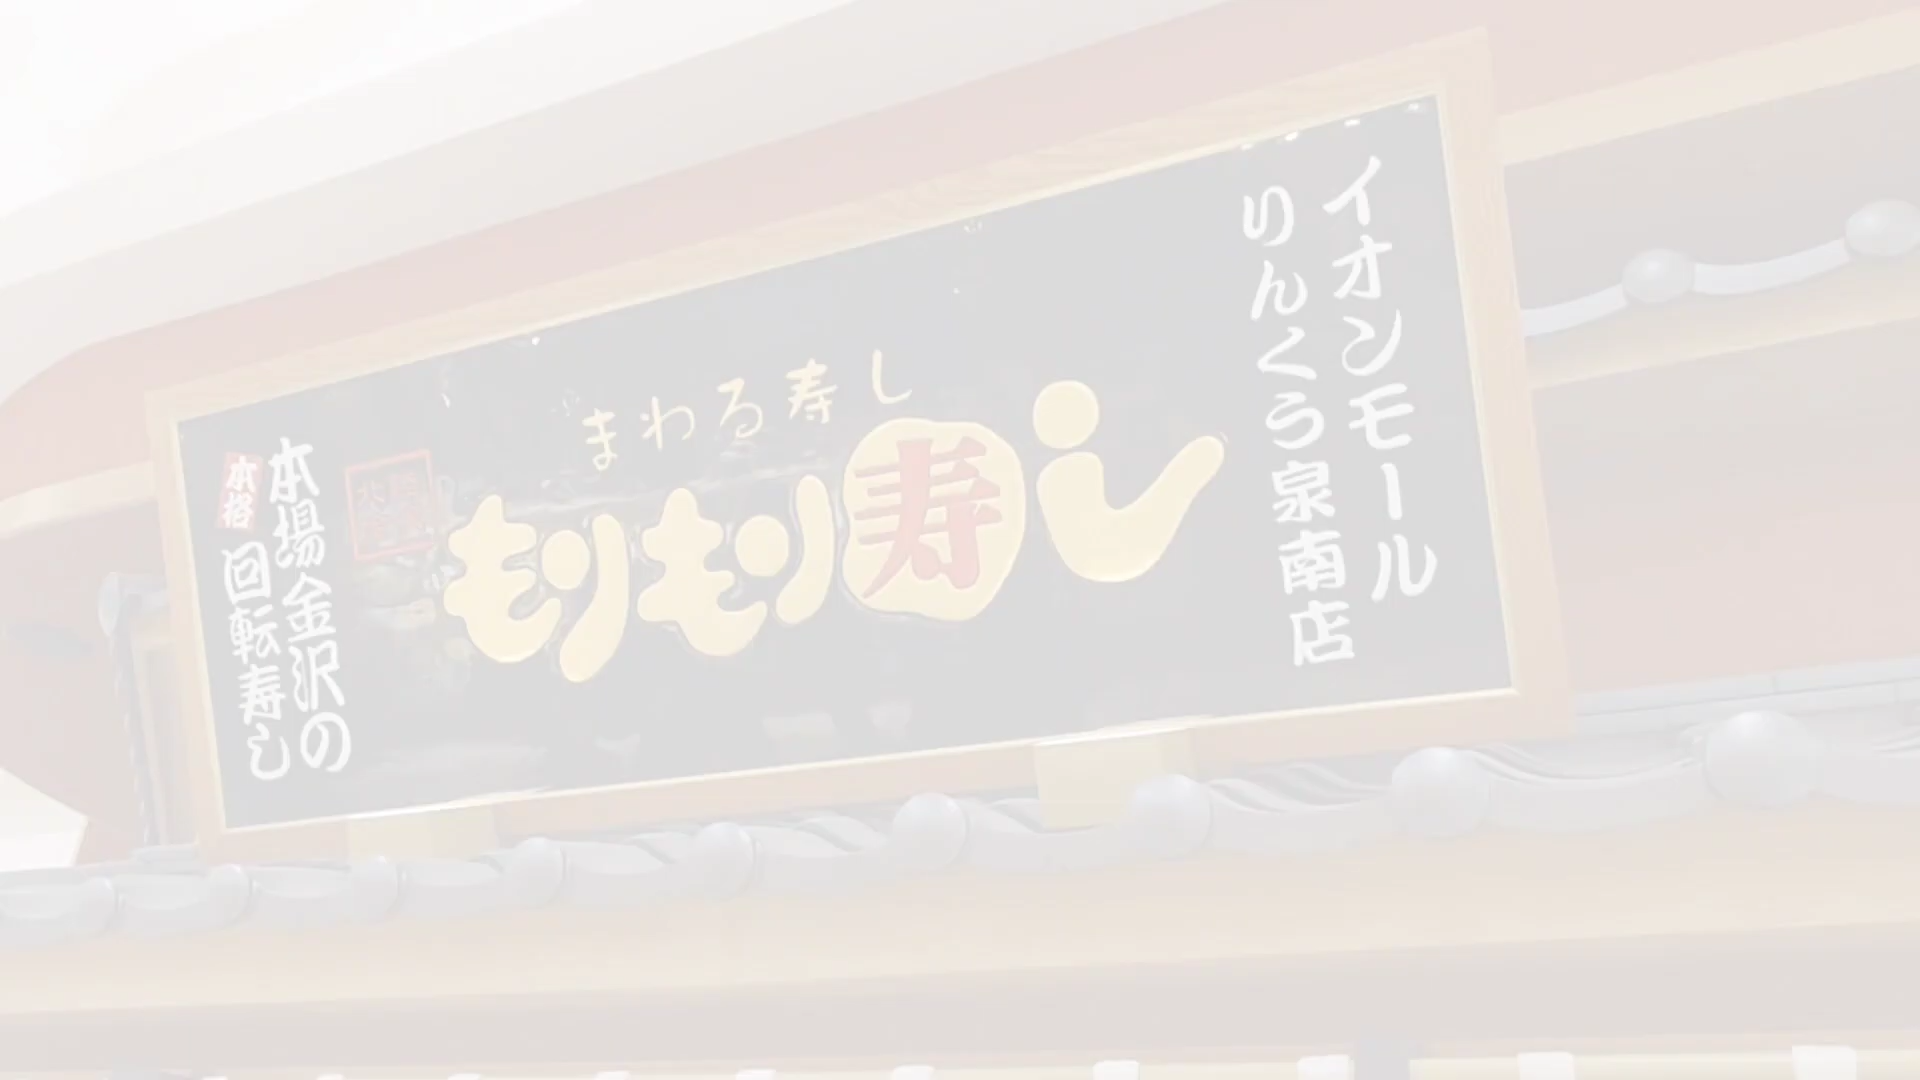 イオンモール
りんくう泉南店
まわる寿し
もりもり寿し
本場金沢の
本格 回転寿し